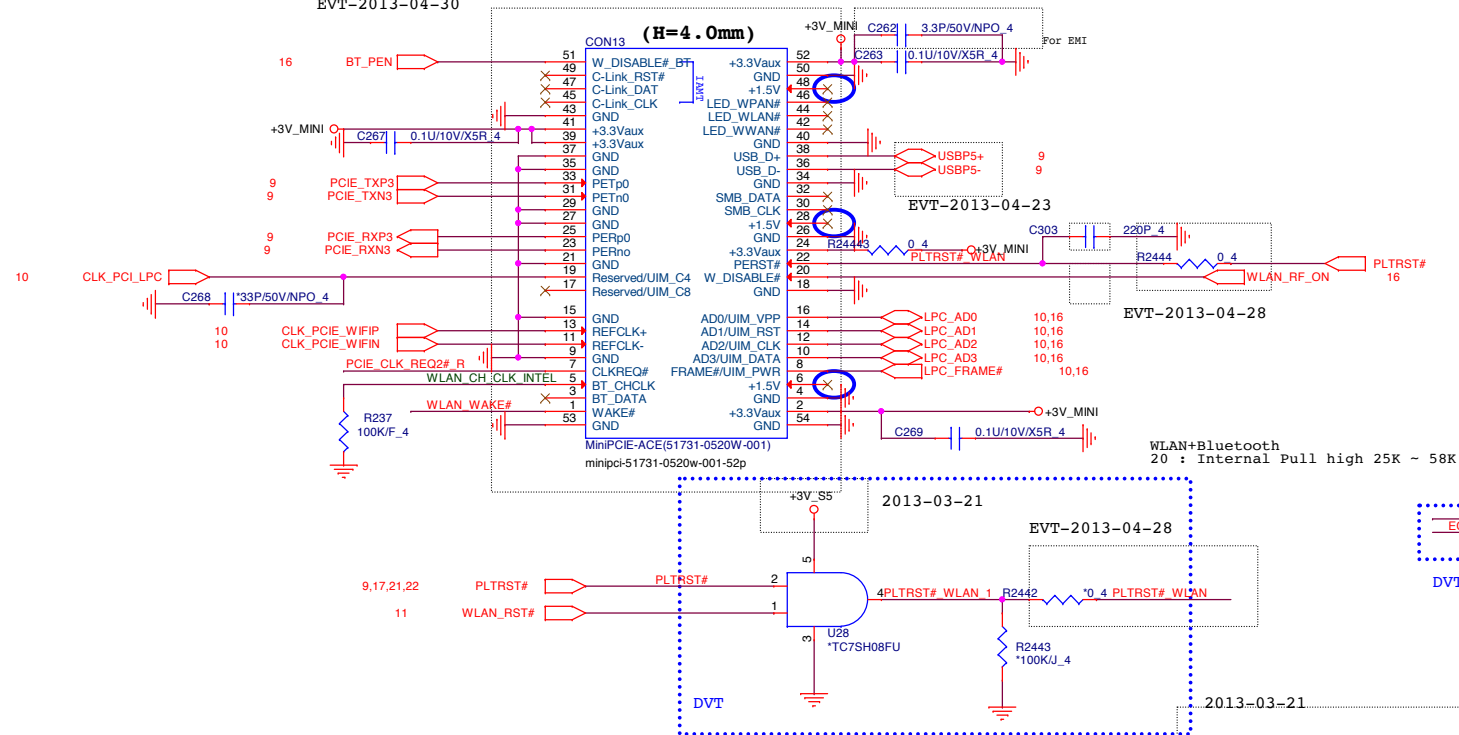 EVT-2013-04-30
(H=4.0mm)
CON13
+3V_MINI
C262 3.3P/50V/NPO_4
For EMI
C263 0.1U/10V/X5R_4
16 BT_PEN 51 W_DISABLE#_BT +3.3Vaux 52
49 C-Link_RST# GND 50
47 C-Link_DAT +1.5V 48
45 C-Link_CLK LED_WPAN# 46
43 GND LED_WLAN# 44
IAMT
+3V_MINI 41 +3.3Vaux LED_WWAN# 42
C267 0.1U/10V/X5R_4 39 +3.3Vaux GND 40
37 GND USB_D+ 38 USBP5+ 9
35 GND USB_D- 36 USBP5- 9
9 PCIE_TXP3 33 PETp0 GND 34
9 PCIE_TXN3 31 PETn0 SMB_DATA 32
29 GND SMB_CLK 30
EVT-2013-04-23
27 GND +1.5V 28
9 PCIE_RXP3 25 PERp0 GND 26
9 PCIE_RXN3 23 PERno +3.3Vaux 24 R24443 0_4 +3V_MINI
C303 220P_4
21 GND PERST# 22 PLTRST#_WLAN R2444 0_4 PLTRST#
10 CLK_PCI_LPC 19 Reserved/UIM_C4 W_DISABLE# 20 WLAN_RF_ON 16
C268 *33P/50V/NPO_4 17 Reserved/UIM_C8 GND 18
EVT-2013-04-28
15 GND AD0/UIM_VPP 16 LPC_AD0 10,16
10 CLK_PCIE_WIFIP 13 REFCLK+ AD1/UIM_RST 14 LPC_AD1 10,16
10 CLK_PCIE_WIFIN 11 REFCLK- AD2/UIM_CLK 12 LPC_AD2 10,16
9 GND AD3/UIM_DATA 10 LPC_AD3 10,16
PCIE_CLK_REQ2#_R 7 CLKREQ# FRAME#/UIM_PWR 8 LPC_FRAME# 10,16
WLAN_CH_CLK_INTEL 5 BT_CHCLK +1.5V 6
3 BT_DATA GND 4
WLAN_WAKE# 1 WAKE# +3.3Vaux 2 +3V_MINI
R237
100K/F_4
53 GND GND 54
C269 0.1U/10V/X5R_4
MiniPCIE-ACE(51731-0520W-001)
minipci-51731-0520w-001-52p
WLAN+Bluetooth
20 : Internal Pull high 25K ~ 58K
+3V_S5
2013-03-21
EVT-2013-04-28
5
9,17,21,22 PLTRST# PLTRST# 2
4 PLTRST#_WLAN_1 R2442 *0_4 PLTRST#_WLAN
11 WLAN_RST# 1
3
U28
*TC7SH08FU
R2443
*100K/J_4
DVT
2013-03-21
DVT